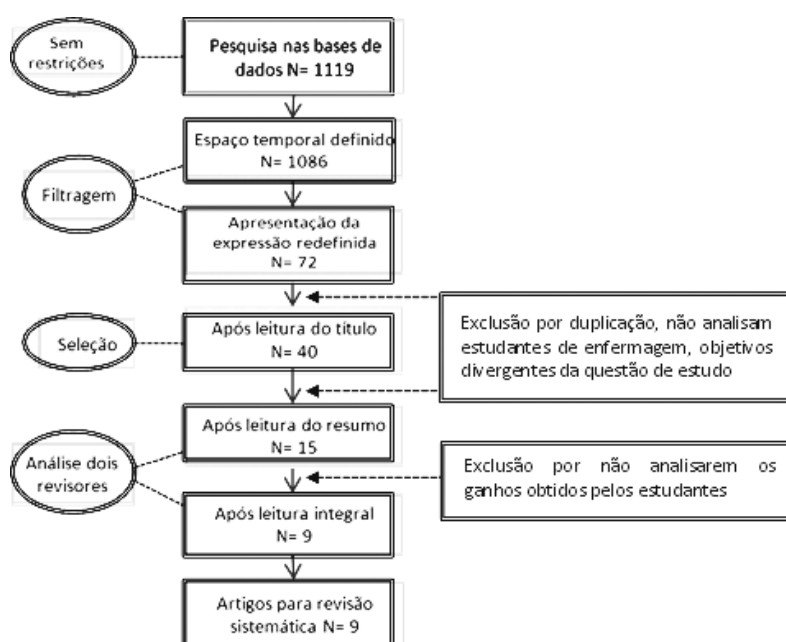 Sem
restrições
Pesquisa nas bases de
dados N= 1119
Espaço temporal definido
N= 1086
Filtragem
Apresentação da
expressão redefinida
N= 72
Seleção
Após leitura do título
N= 40
Exclusão por duplicação, não analisam
estudantes de enfermagem, objetivos
divergentes da questão de estudo
Após leitura do resumo
N= 15
Análise dois
revisores
Exclusão por não analisarem os
ganhos obtidos pelos estudantes
Após leitura integral
N= 9
Artigos para revisão
sistemática N= 9